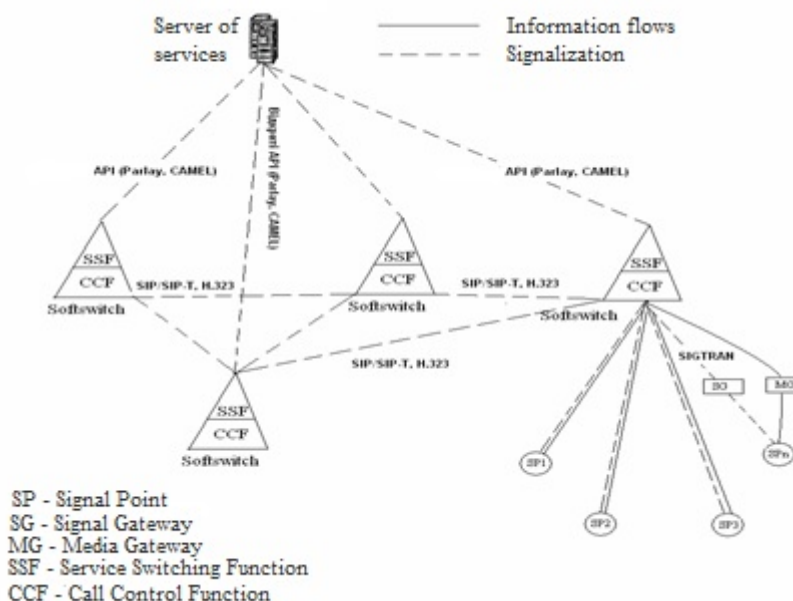 Server of
services
Information flows
Signalization
API (Parlay, CAMEL)
API (Parlay, CAMEL)
API (Parlay, CAMEL)
SSF
CCF
Softswitch
SIP/SIP-T, H.323
SSF
CCF
Softswitch
SIP/SIP-T, H.323
SSF
CCF
Softswitch
SIP/SIP-T, H.323
SIGTRAN
SG
MG
SSF
CCF
Softswitch
SP1
SPn
SP2
SP3
SP - Signal Point
SG - Signal Gateway
MG - Media Gateway
SSF - Service Switching Function
CCF - Call Control Function